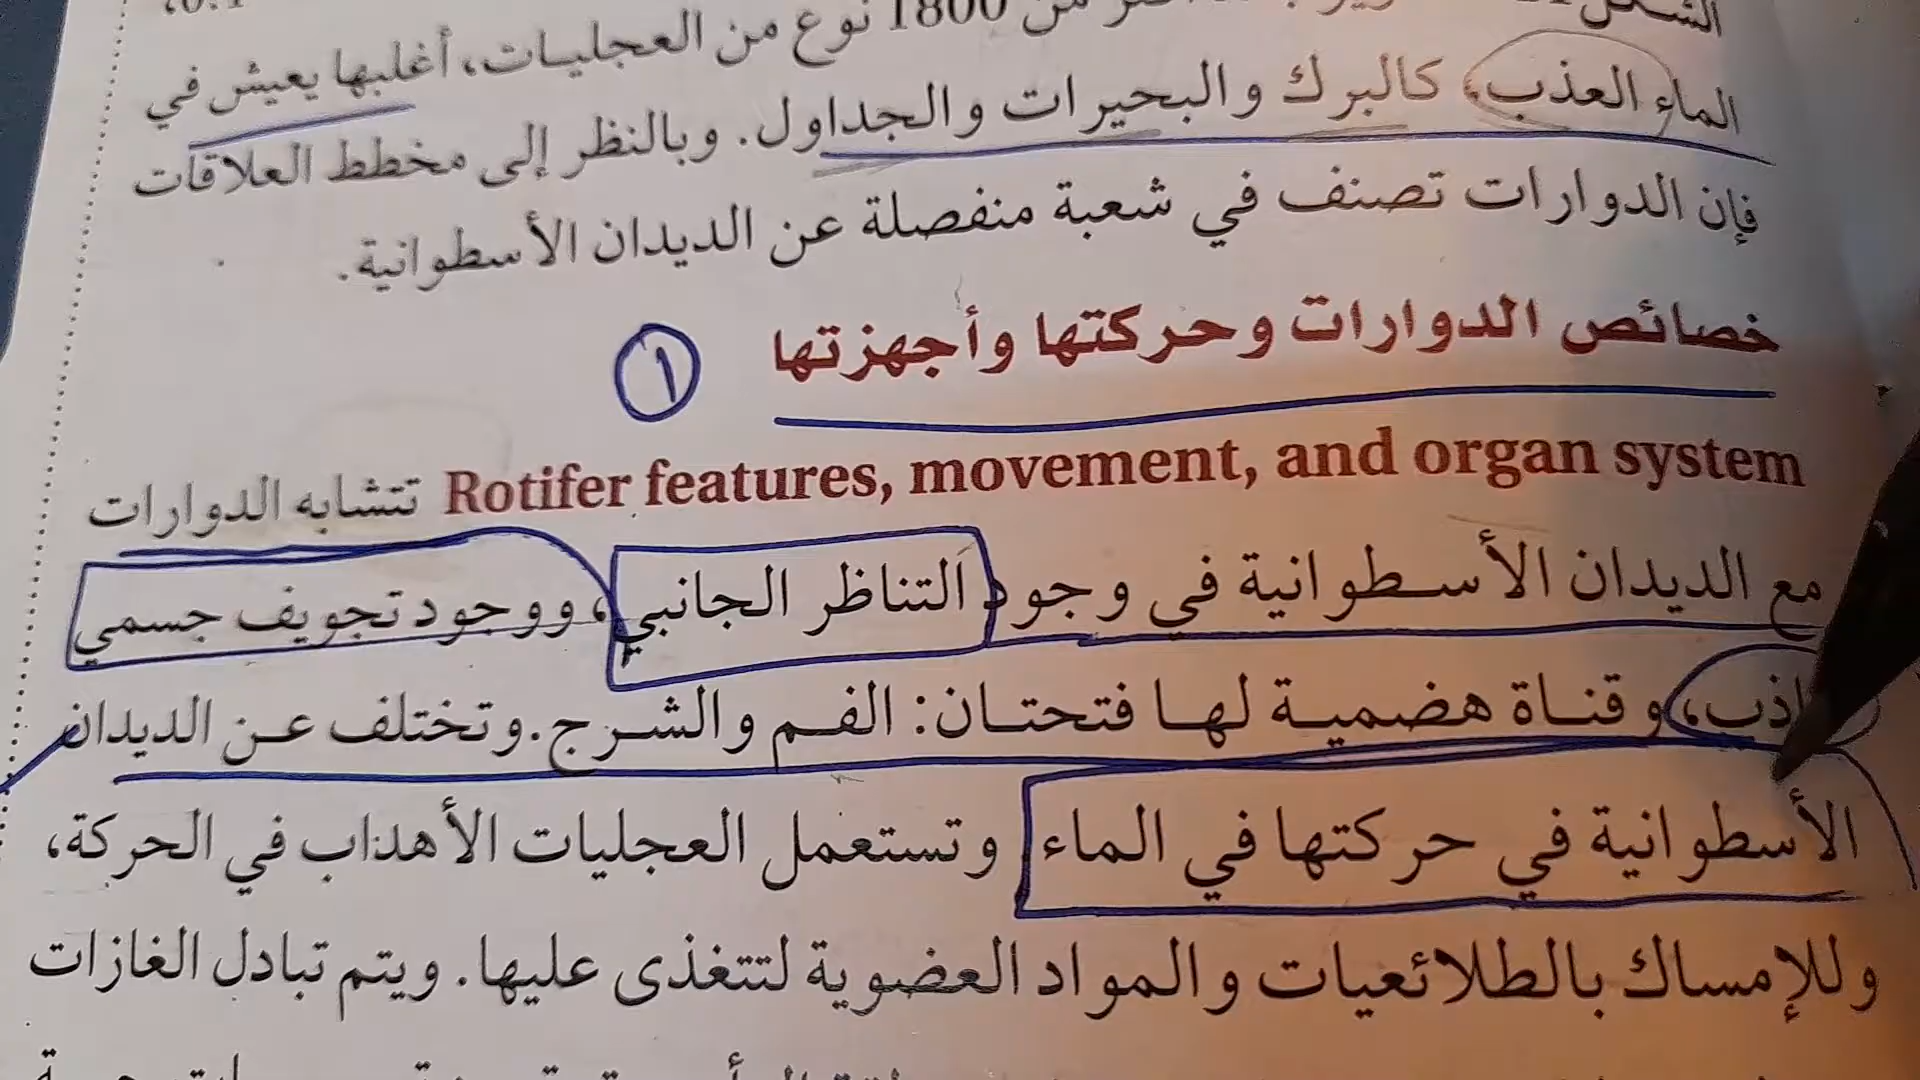 1800 نوع من العجليات، أغلبها يعيش في
الماء العذب، كالبرك والبحيرات والجداول. وبالنظر إلى مخطط العلاقات
فإن الدوارات تصنف في شعبة منفصلة عن الديدان الأسطوانية.
خصائص الدوارات وحركتها وأجهزتها ١
Rotifer features, movement, and organ system تتشابه الدوارات
مع الديدان الأسطوانية في وجود التناظر الجانبي، ووجود تجويف جسمي
وقناة هضمية لها فتحتان: الفم والشرج. وتختلف عن الديدان
الأسطوانية في حركتها في الماء وتستعمل العجليات الأهداب في الحركة،
وللإمساك بالطلائعيات والمواد العضوية لتتغذى عليها. ويتم تبادل الغازات